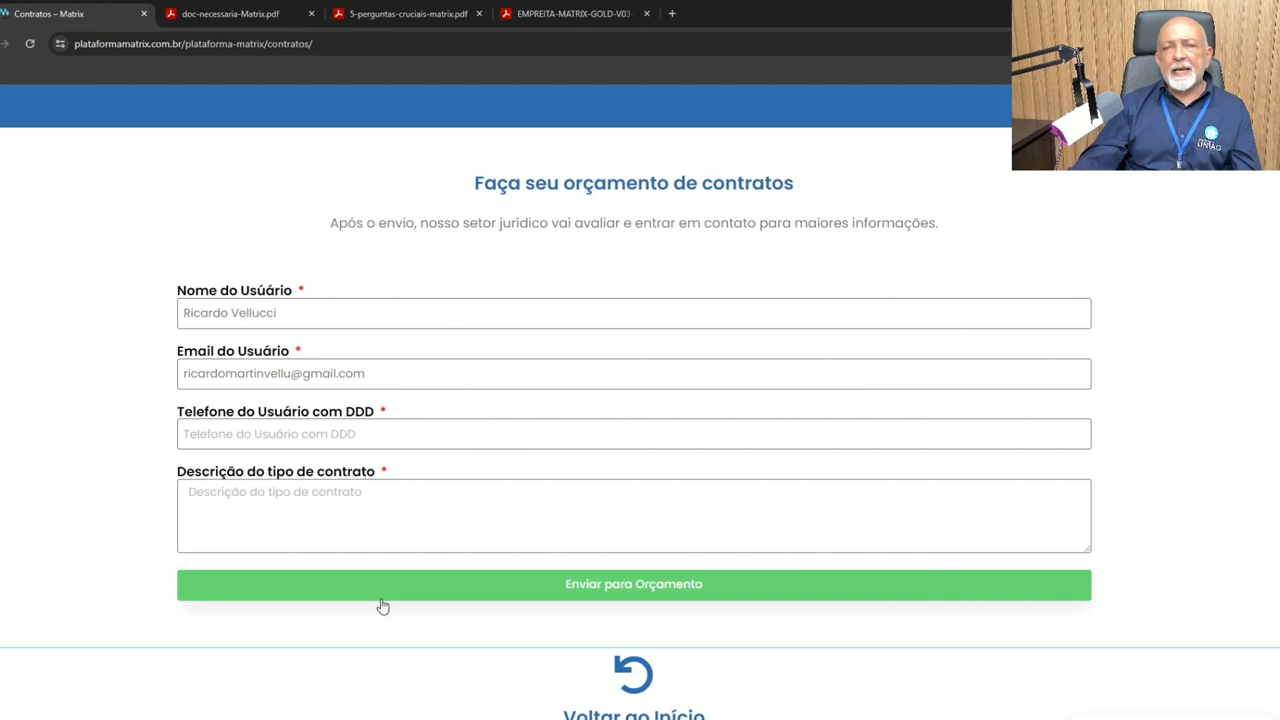 Contratos – Matrix
doc-necessaria-Matrix.pdf
5-perguntas-cruciais-matrix.pdf
EMPREITA-MATRIX-GOLD-V03-
plataformamatrix.com.br/plataforma-matrix/contratos/
UNIÃO
Faça seu orçamento de contratos
Após o envio, nosso setor jurídico vai avaliar e entrar em contato para maiores informações.
Nome do Usúário *
Ricardo Vellucci
Email do Usuário *
ricardomartinvellu@gmail.com
Telefone do Usuário com DDD *
Telefone do Usuário com DDD
Descrição do tipo de contrato *
Descrição do tipo de contrato
Enviar para Orçamento
Voltar ao Início